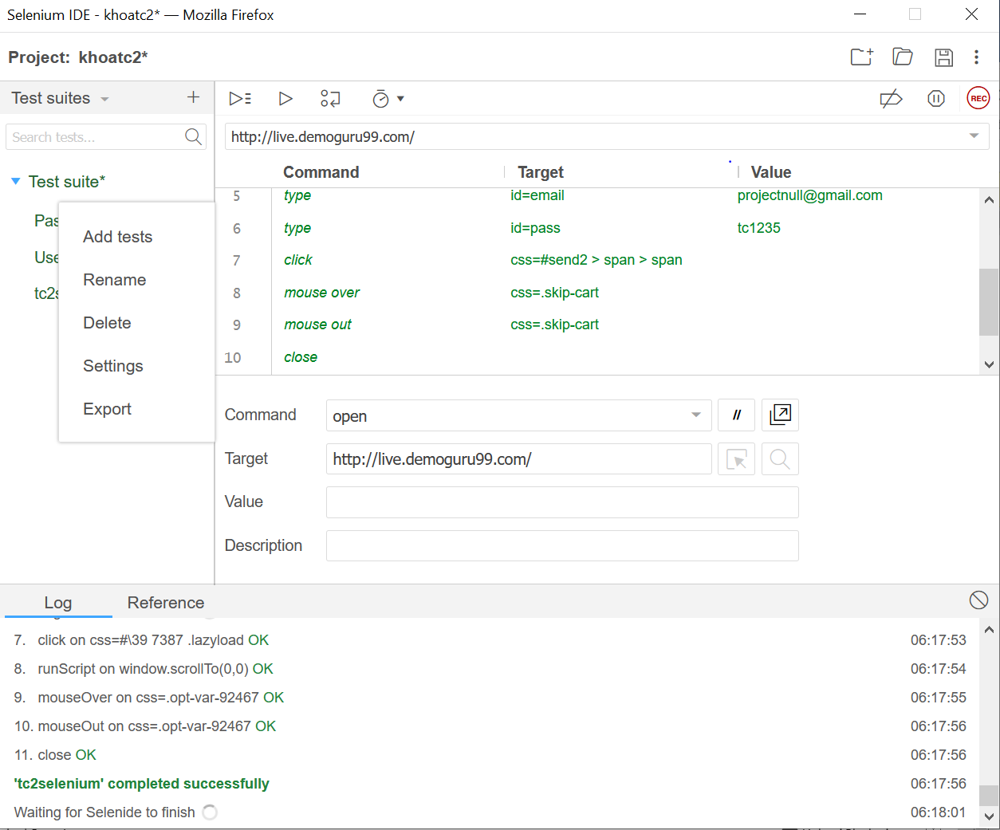 Selenium IDE - khoatc2* — Mozilla Firefox
Project: khoatc2*
Test suites
REC
Search tests...
http://live.demoguru99.com/
Command Target Value
Test suite*
5 type id=email projectnull@gmail.com
6 type id=pass tc1235
7 click css=#send2 > span > span
8 mouse over css=.skip-cart
9 mouse out css=.skip-cart
10 close
Pas
Use
tc2s
Add tests
Rename
Delete
Settings
Export
Command open //
Target http://live.demoguru99.com/
Value
Description
Log Reference
7. click on css=#\39 7387 .lazyload OK 06:17:53
8. runScript on window.scrollTo(0,0) OK 06:17:54
9. mouseOver on css=.opt-var-92467 OK 06:17:55
10. mouseOut on css=.opt-var-92467 OK 06:17:56
11. close OK 06:17:56
'tc2selenium' completed successfully 06:17:56
Waiting for Selenide to finish 06:18:01